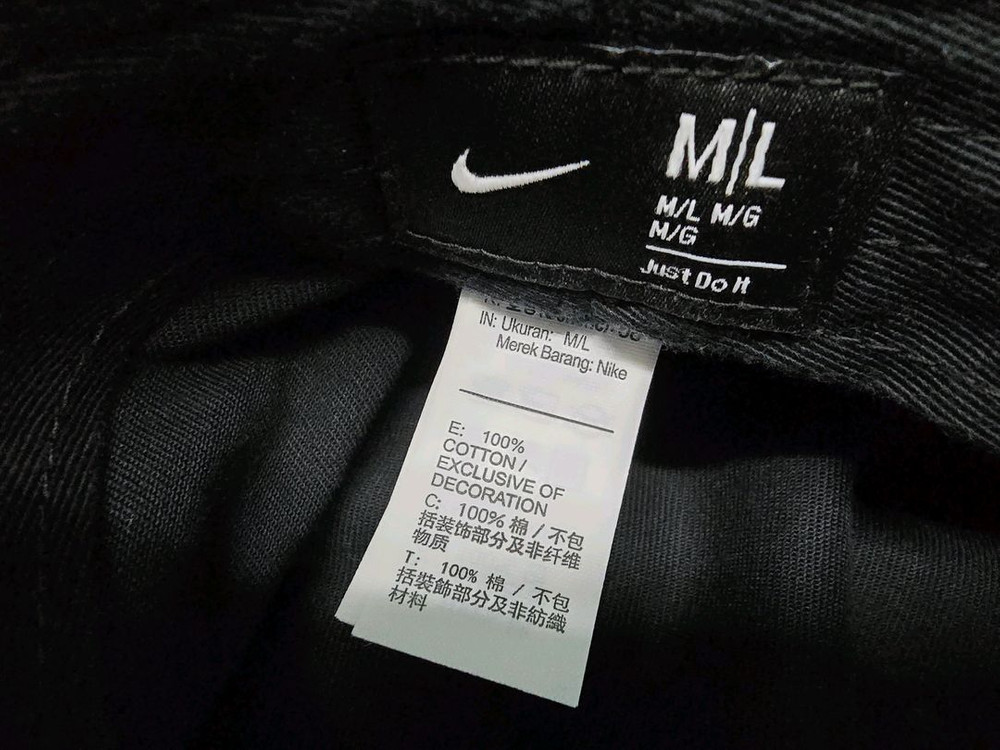 M/L
M/L M/G
M/G
Just Do It
IN: Ukuran: M/L
Merek Barang: Nike
E: 100%
COTTON/
EXCLUSIVE OF
DECORATION
C: 100% 棉 / 不包
括装饰部分及非纤维
物质
T: 100% 棉 / 不包
括裝飾部分及非紡織
材料